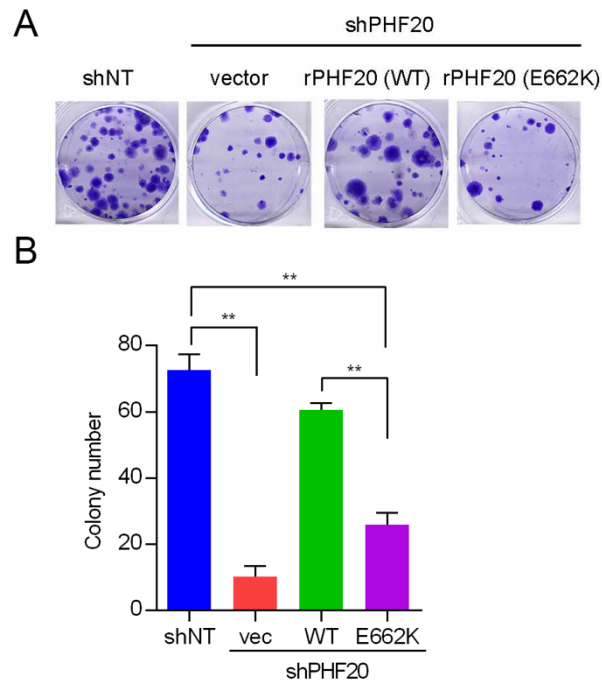 A
shPHF20
shNT vector rPHF20 (WT) rPHF20 (E662K)
B
**
**
**
80
60
40
20
0
Colony number
shNT vec WT E662K
shPHF20